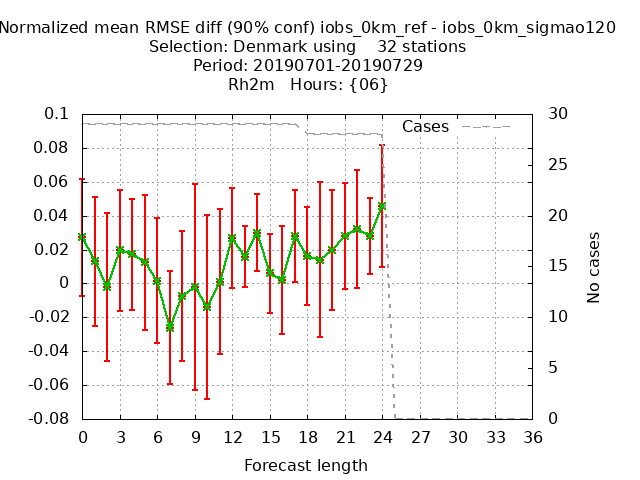 Normalized mean RMSE diff (90% conf) iobs_0km_ref - iobs_0km_sigmao120
Selection: Denmark using    32 stations
Period: 20190701-20190729
Rh2m   Hours: {06}
Cases
0.1
0.08
0.06
0.04
0.02
0
-0.02
-0.04
-0.06
-0.08
30
25
20
15
10
5
0
No cases
0 3 6 9 12 15 18 21 24 27 30 33 36
Forecast length